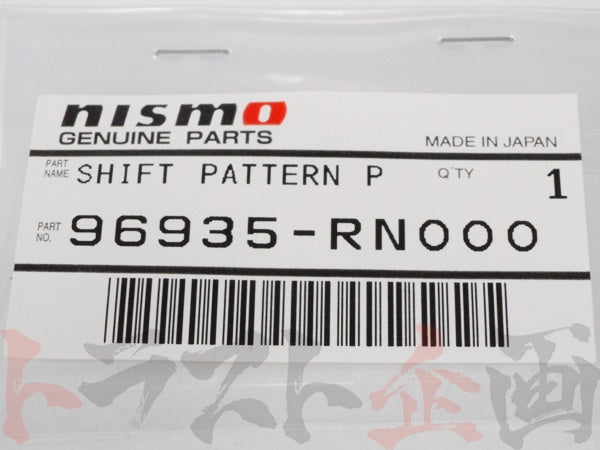 nismo
GENUINE PARTS
MADE IN JAPAN
PART NAME SHIFT PATTERN P Q'TY 1
PART NO. 96935-RN000
トラスト企画